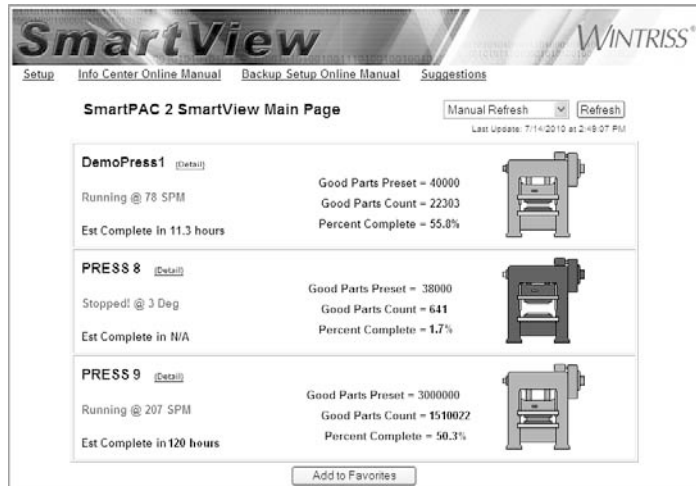 SmartView
WINTRISS®
Setup Info Center Online Manual Backup Setup Online Manual Suggestions
SmartPAC 2 SmartView Main Page
Manual Refresh Refresh
Last Update: 7/14/2010 at 2:49:07 PM
DemoPress1 (Detail)
Good Parts Preset = 40000
Running @ 78 SPM
Good Parts Count = 22303
Percent Complete = 55.8%
Est Complete in 11.3 hours
PRESS 8 (Detail)
Good Parts Preset = 38000
Stopped! @ 3 Deg
Good Parts Count = 641
Percent Complete = 1.7%
Est Complete in N/A
PRESS 9 (Detail)
Good Parts Preset = 3000000
Running @ 207 SPM
Good Parts Count = 1510022
Percent Complete = 50.3%
Est Complete in 120 hours
Add to Favorites